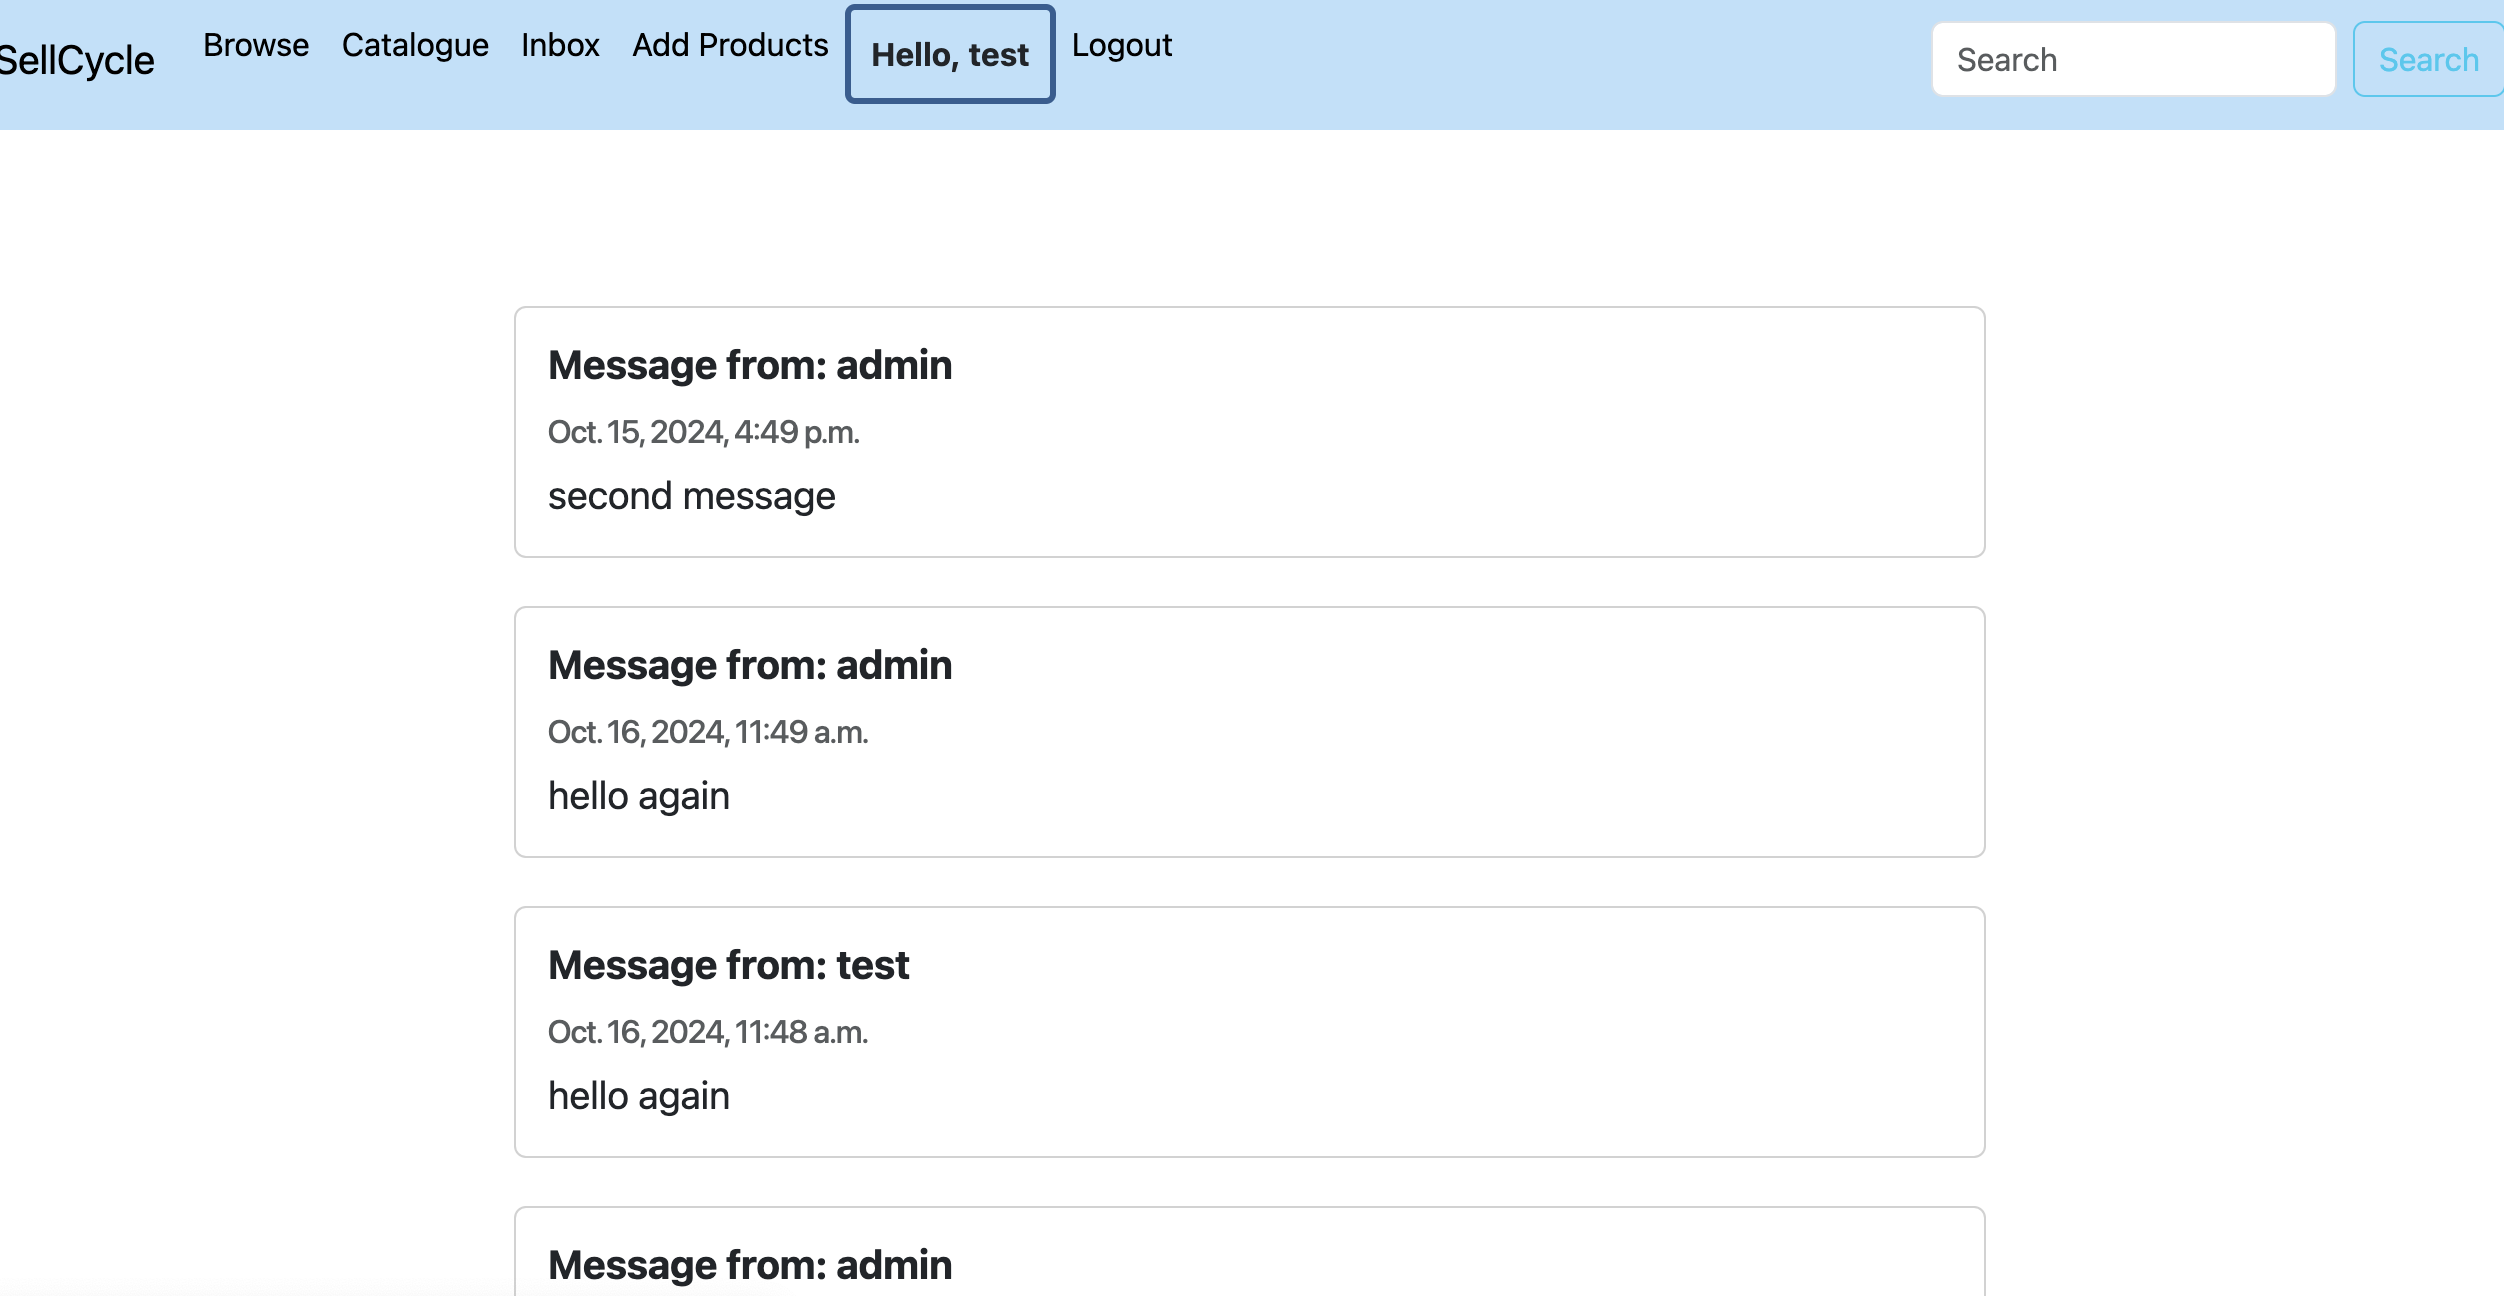 SellCycle Browse Catalogue Inbox Add Products Hello, test Logout Search Search
Message from: admin
Oct. 15, 2024, 4:49 p.m.
second message
Message from: admin
Oct. 16, 2024, 11:49 a.m.
hello again
Message from: test
Oct. 16, 2024, 11:48 a.m.
hello again
Message from: admin